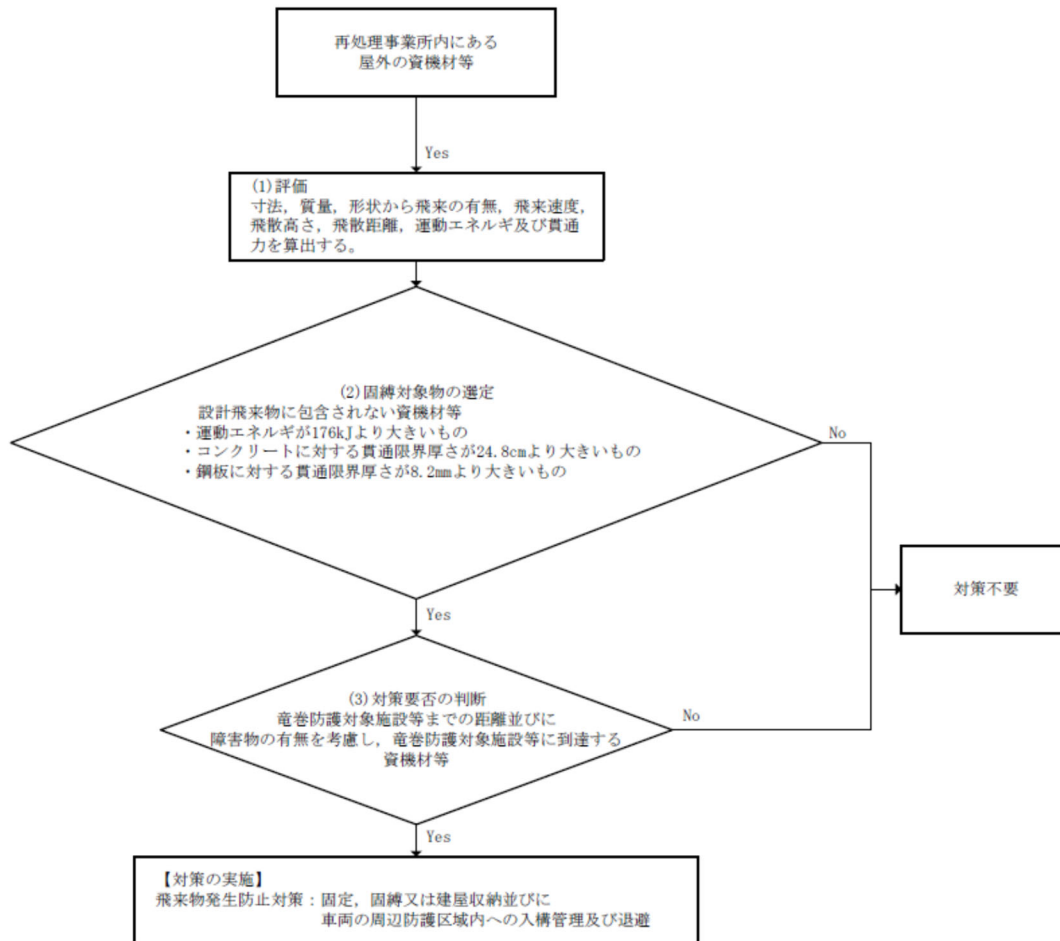 再処理事業所内にある
屋外の資機材等
Yes
(1)評価
寸法，質量，形状から飛来の有無，飛来速度，
飛散高さ，飛散距離，運動エネルギ及び貫通
力を算出する。
(2)固縛対象物の選定
設計飛来物に包含されない資機材等
・運動エネルギが176kJより大きいもの
・コンクリートに対する貫通限界厚さが24.8cmより大きいもの
・鋼板に対する貫通限界厚さが8.2mmより大きいもの
No
対策不要
Yes
(3)対策要否の判断
竜巻防護対象施設等までの距離並びに
障害物の有無を考慮し，竜巻防護対象施設等に到達する
資機材等
No
Yes
【対策の実施】
飛来物発生防止対策：固定，固縛又は建屋収納並びに
車両の周辺防護区域内への入構管理及び退避